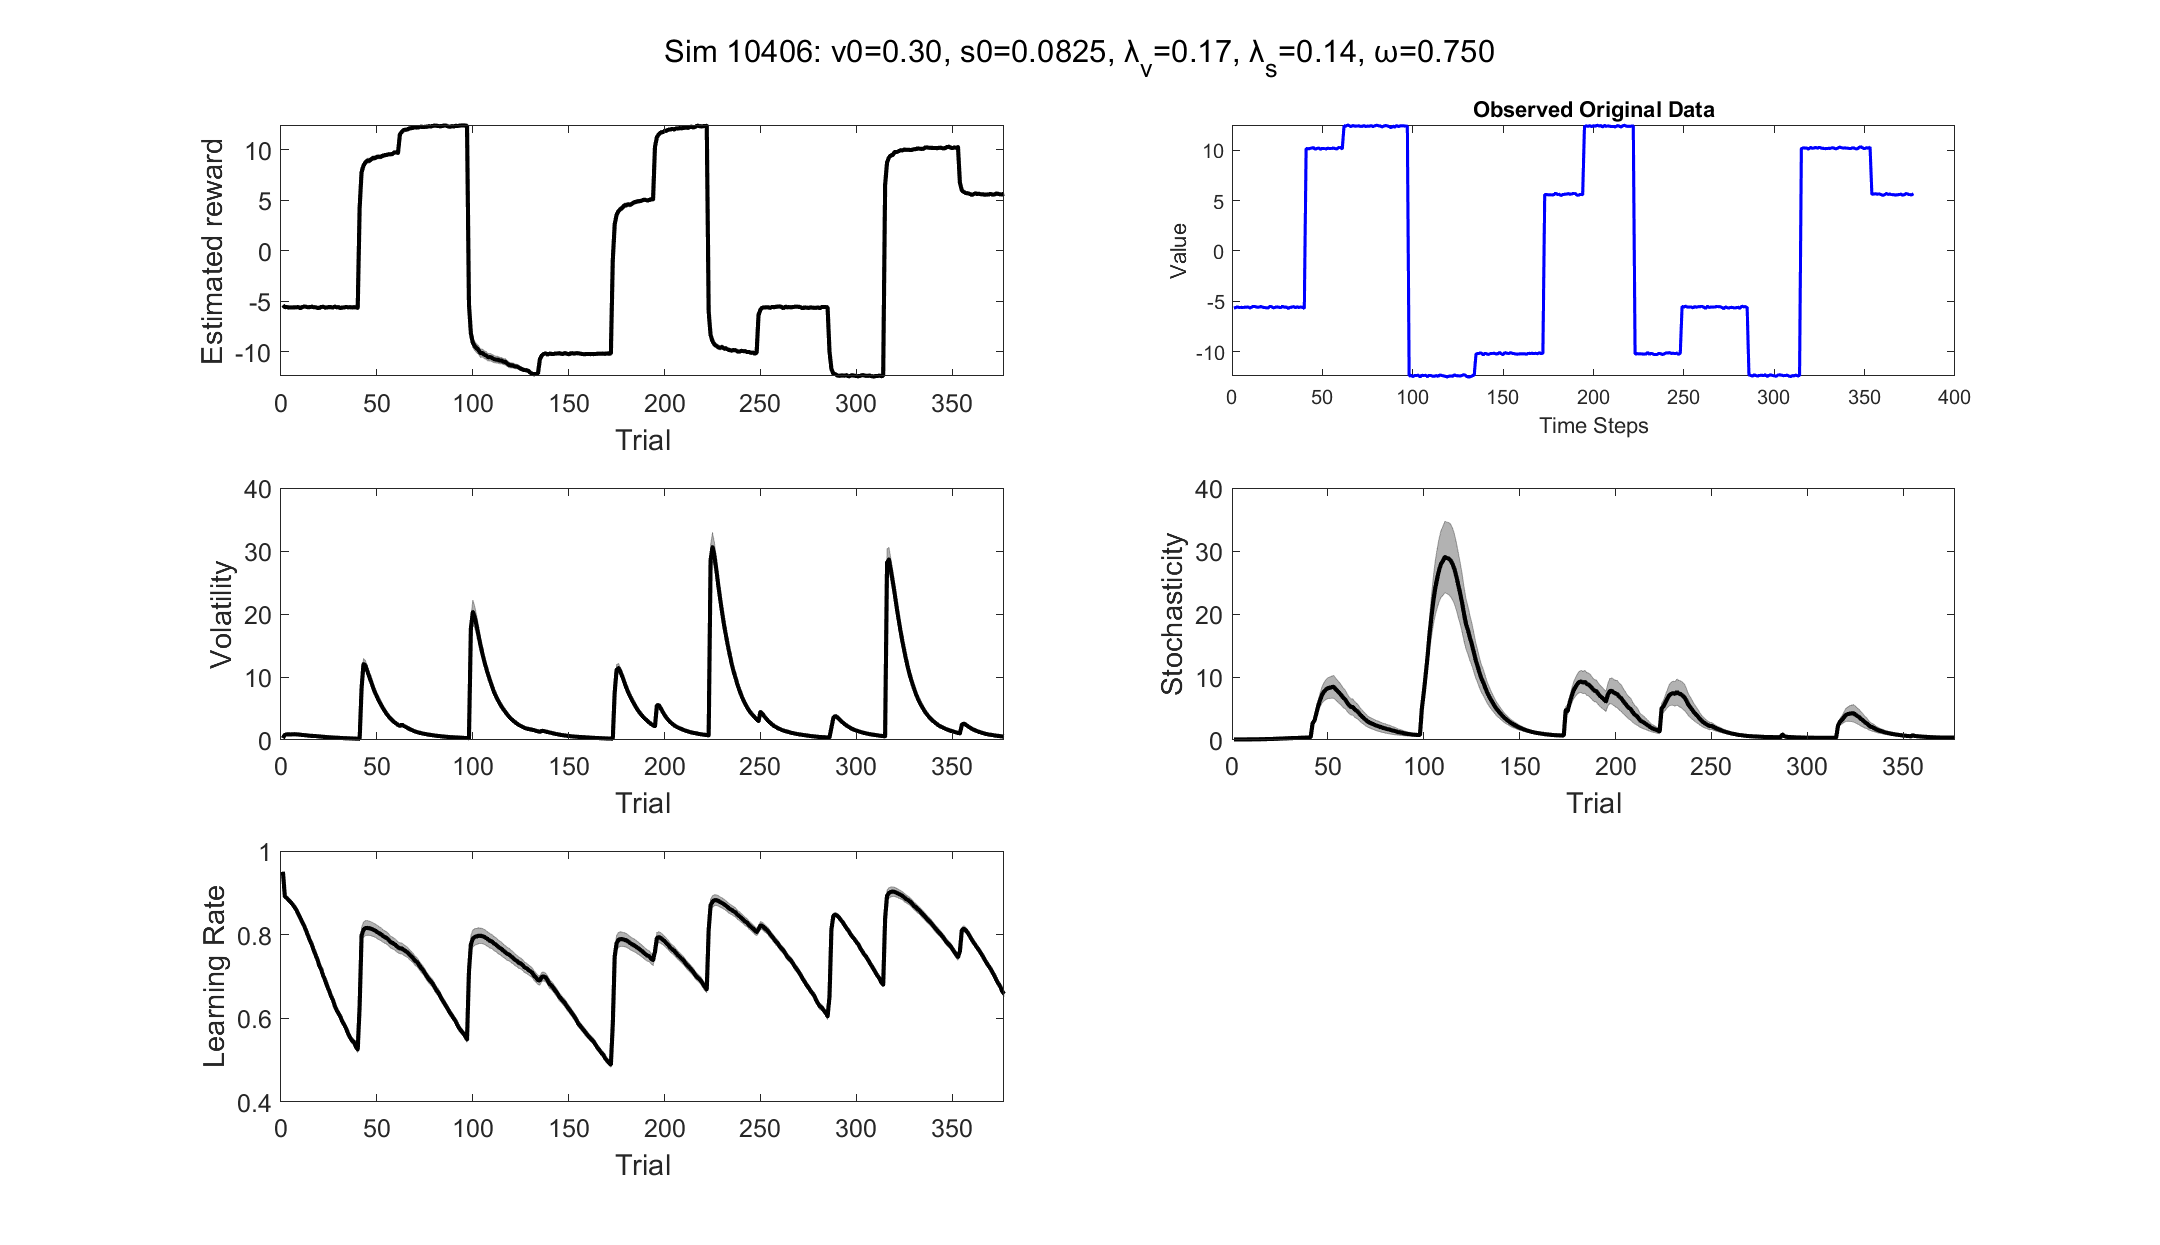 Sim 10406: v0=0.30, s0=0.0825, λv=0.17, λs=0.14, ω=0.750
Estimated reward
10
5
0
-5
-10
0 50 100 150 200 250 300 350
Trial
Observed Original Data
Value
10
5
0
-5
-10
0 50 100 150 200 250 300 350 400
Time Steps
Volatility
40
30
20
10
0
0 50 100 150 200 250 300 350
Trial
Stochasticity
40
30
20
10
0
0 50 100 150 200 250 300 350
Trial
Learning Rate
1
0.8
0.6
0.4
0 50 100 150 200 250 300 350
Trial